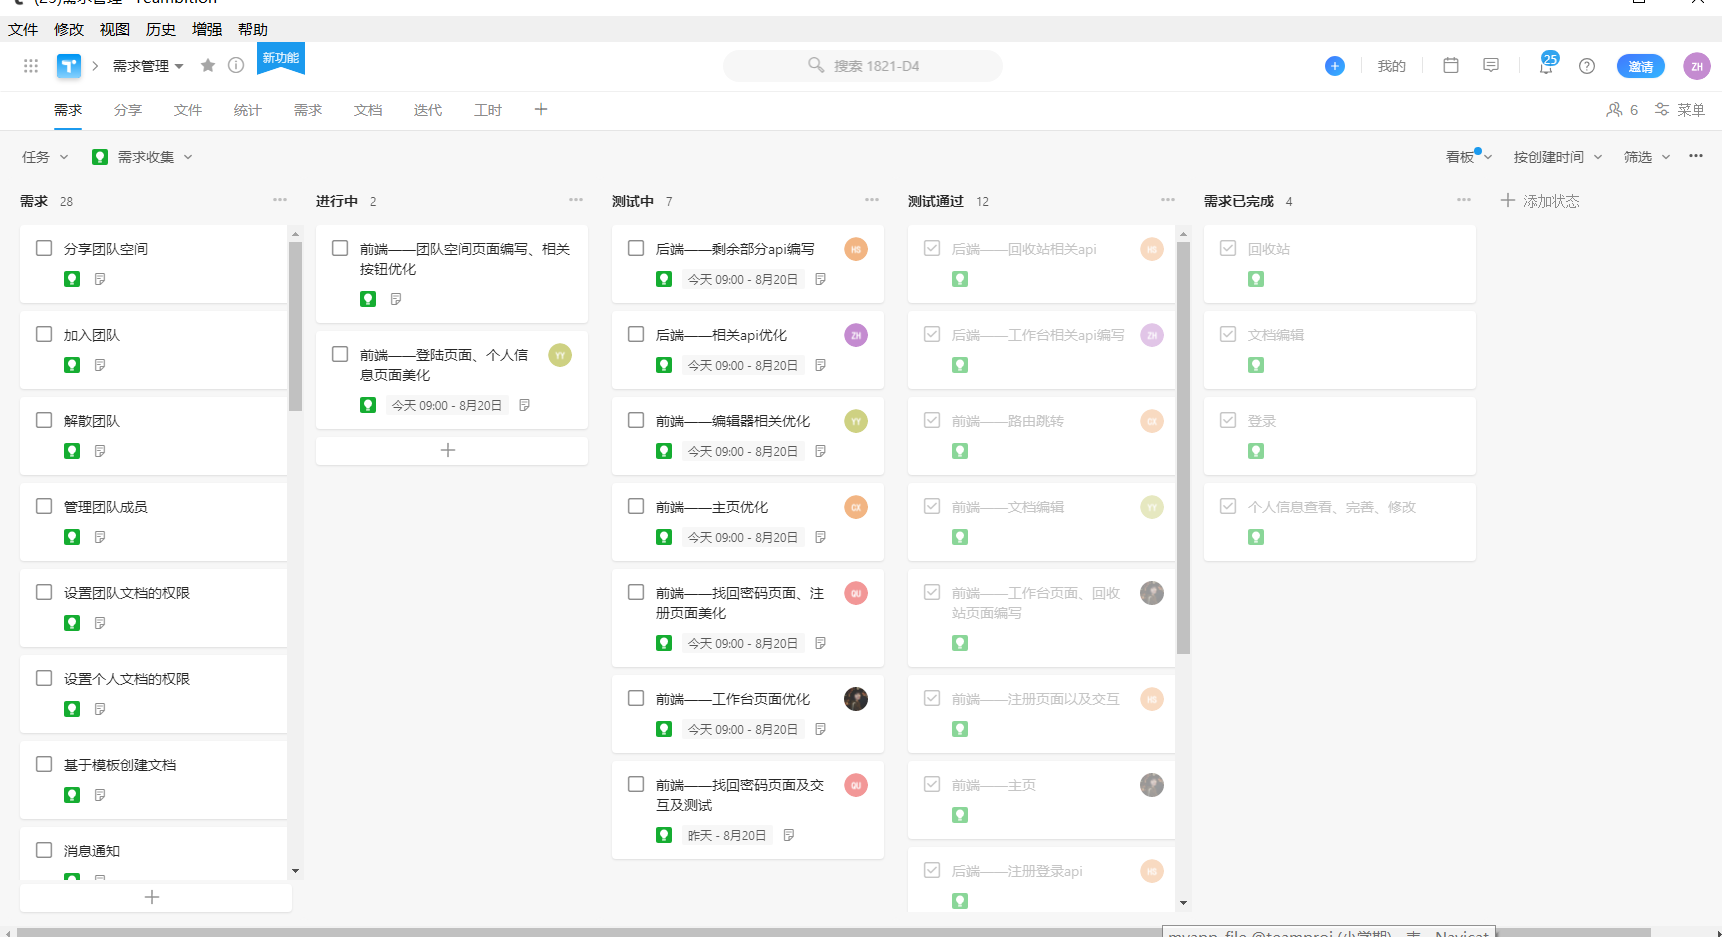 (25)需求管理 - Teambition
文件 修改 视图 历史 增强 帮助
需求管理
新功能
搜索 1821-D4
我的
25
邀请
ZH
需求 分享 文件 统计 需求 文档 迭代 工时
6 菜单
任务 需求收集
看板 按创建时间 筛选
需求 28
分享团队空间
加入团队
解散团队
管理团队成员
设置团队文档的权限
设置个人文档的权限
基于模板创建文档
消息通知
进行中 2
前端——团队空间页面编写、相关
按钮优化
前端——登陆页面、个人信
息页面美化
YY
今天 09:00 - 8月20日
测试中 7
后端——剩余部分api编写
HS
今天 09:00 - 8月20日
后端——相关api优化
ZH
今天 09:00 - 8月20日
前端——编辑器相关优化
YY
今天 09:00 - 8月20日
前端——主页优化
CX
今天 09:00 - 8月20日
前端——找回密码页面、注
册页面美化
QU
今天 09:00 - 8月20日
前端——工作台页面优化
今天 09:00 - 8月20日
前端——找回密码页面及交
互及测试
QU
昨天 - 8月20日
测试通过 12
后端——回收站相关api
HS
后端——工作台相关api编写
ZH
前端——路由跳转
CX
前端——文档编辑
YY
前端——工作台页面、回收
站页面编写
前端——注册页面以及交互
HS
前端——主页
后端——注册登录api
HS
需求已完成 4
回收站
文档编辑
登录
个人信息查看、完善、修改
添加状态
myapp_file @teamproj (小学期) - 表 - Navicat